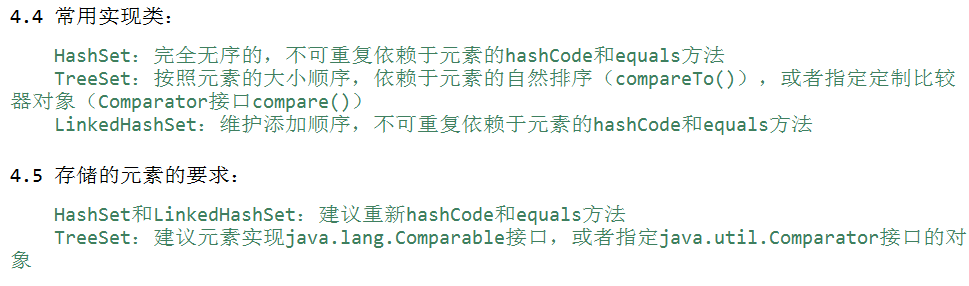 4.4 常用实现类：
HashSet：完全无序的，不可重复依赖于元素的hashCode和equals方法
TreeSet：按照元素的大小顺序，依赖于元素的自然排序（compareTo()），或者指定定制比较
器对象（Comparator接口compare()）
LinkedHashSet：维护添加顺序，不可重复依赖于元素的hashCode和equals方法
4.5 存储的元素的要求：
HashSet和LinkedHashSet：建议重新hashCode和equals方法
TreeSet：建议元素实现java.lang.Comparable接口，或者指定java.util.Comparator接口的对
象